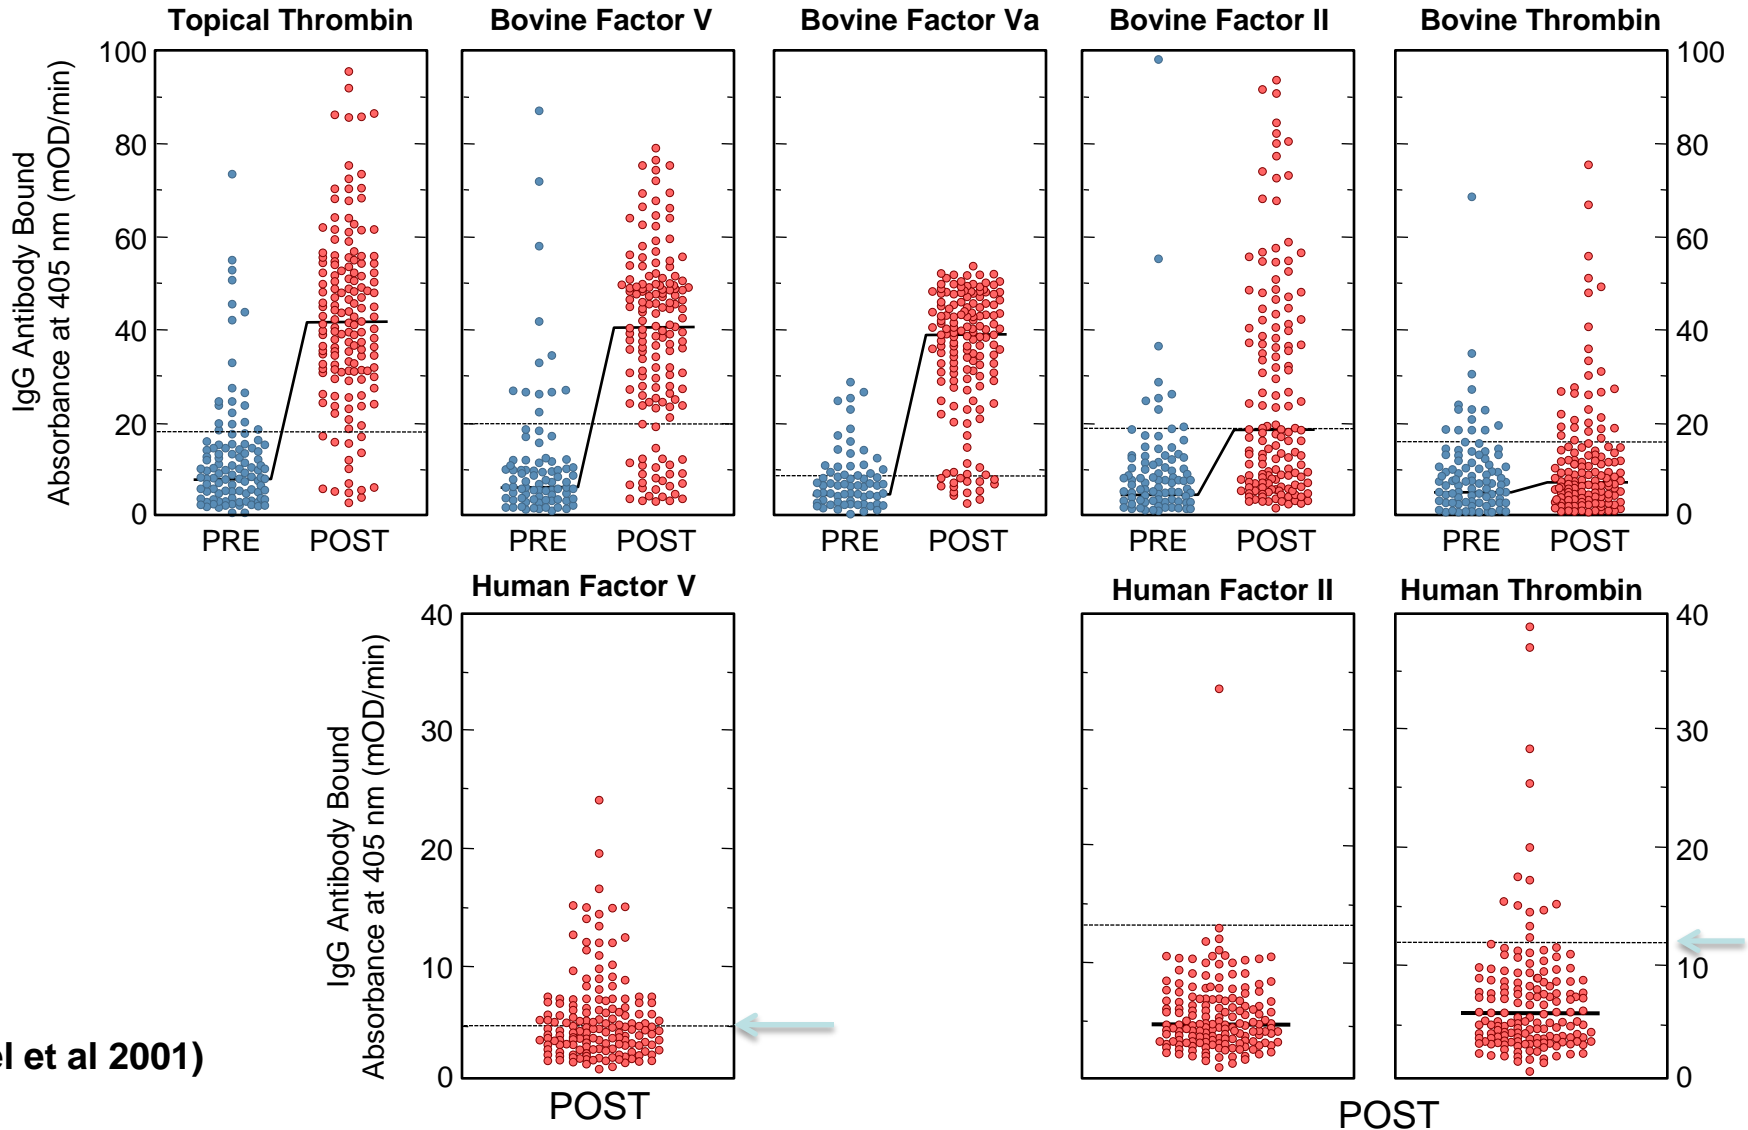 Topical Thrombin
Bovine Factor V
Bovine Factor Va
Bovine Factor II
Bovine Thrombin
IgG Antibody Bound
Absorbance at 405 nm (mOD/min)
100
80
60
40
20
0
100
80
60
40
20
0
PRE POST
PRE POST
PRE POST
PRE POST
PRE POST
Human Factor V
Human Factor II
Human Thrombin
IgG Antibody Bound
Absorbance at 405 nm (mOD/min)
40
30
20
10
0
40
30
20
10
0
POST
POST
el et al 2001)